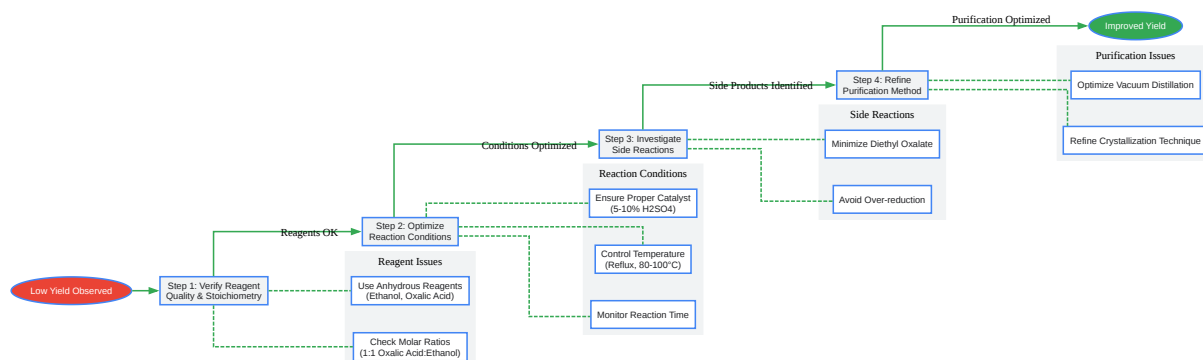 Low Yield Observed
Step 1: Verify Reagent
Quality & Stoichiometry
Reagents OK
Reagent Issues
Use Anhydrous Reagents
(Ethanol, Oxalic Acid)
Check Molar Ratios
(1:1 Oxalic Acid:Ethanol)
Step 2: Optimize
Reaction Conditions
Conditions Optimized
Reaction Conditions
Ensure Proper Catalyst
(5-10% H2SO4)
Control Temperature
(Reflux, 80-100°C)
Monitor Reaction Time
Step 3: Investigate
Side Reactions
Side Products Identified
Side Reactions
Minimize Diethyl Oxalate
Avoid Over-reduction
Step 4: Refine
Purification Method
Purification Optimized
Purification Issues
Optimize Vacuum Distillation
Refine Crystallization Technique
Improved Yield